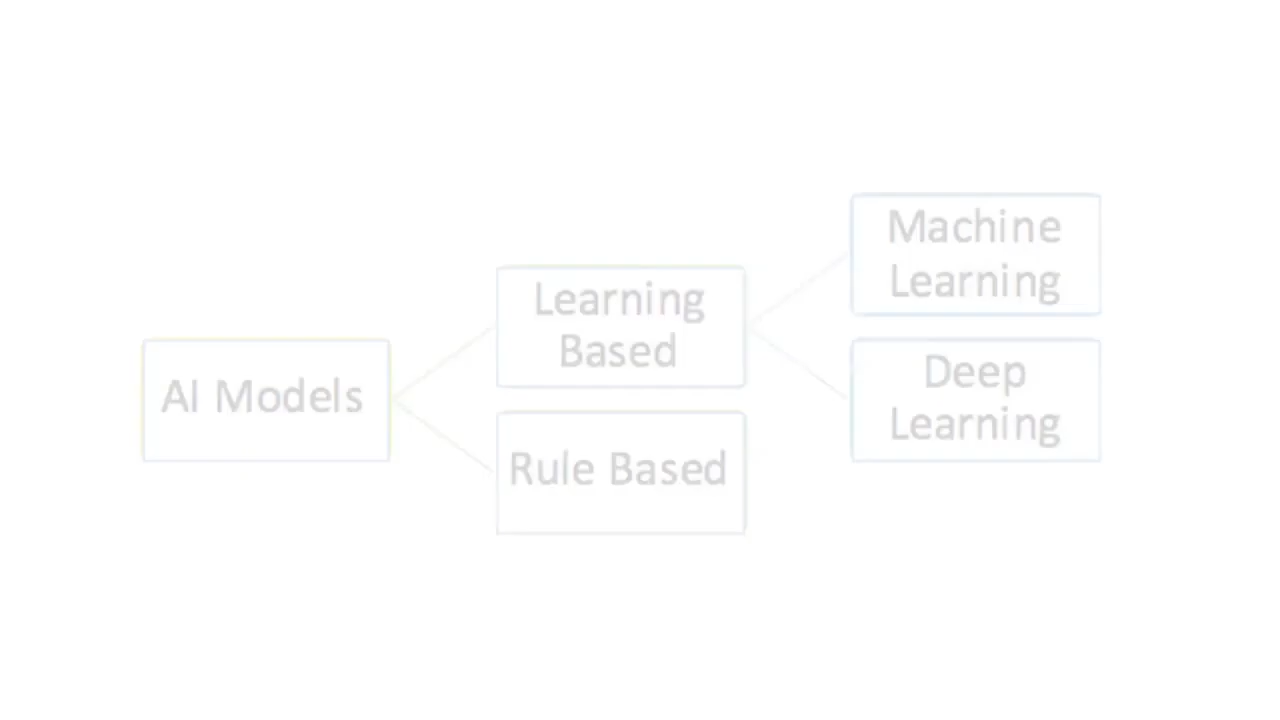 AI Models
Learning
Based
Rule Based
Machine
Learning
Deep
Learning